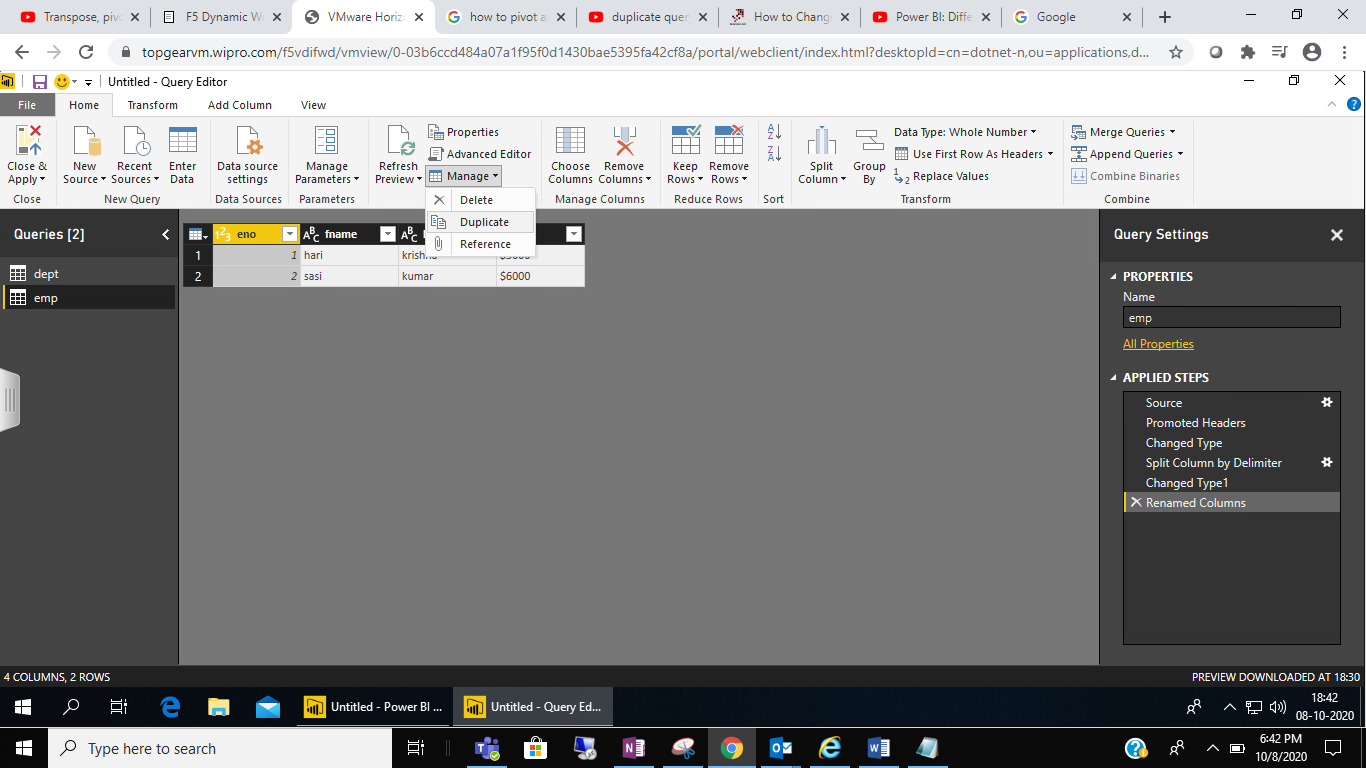 Transpose, pivo
F5 Dynamic W
VMware Horiz
how to pivot a
duplicate quer
How to Chang
Power BI: Diffe
Google
topgearvm.wipro.com/f5vdifwd/vmview/0-03b6ccd484a07a1f95f0d1430bae5395fa42cf8a/portal/webclient/index.html?desktopId=cn=dotnet-n,ou=applications,d...
Untitled - Query Editor
File Home Transform Add Column View
Close & Apply
New Source
Recent Sources
Enter Data
Data source settings
Manage Parameters
Refresh Preview
Properties
Advanced Editor
Manage
Choose Columns
Remove Columns
Keep Rows
Remove Rows
Split Column
Group By
Data Type: Whole Number
Use First Row As Headers
Replace Values
Merge Queries
Append Queries
Combine Binaries
Close
New Query
Data Sources
Parameters
Manage Columns
Reduce Rows
Sort
Transform
Combine
Delete
Duplicate
Reference
Queries [2]
dept
emp
eno fname
1 1 hari
2 2 sasi kumar $6000
Query Settings
PROPERTIES
Name
emp
All Properties
APPLIED STEPS
Source
Promoted Headers
Changed Type
Split Column by Delimiter
Changed Type1
Renamed Columns
4 COLUMNS, 2 ROWS
PREVIEW DOWNLOADED AT 18:30
Untitled - Power BI ...
Untitled - Query Ed...
18:42
08-10-2020
Type here to search
6:42 PM
10/8/2020